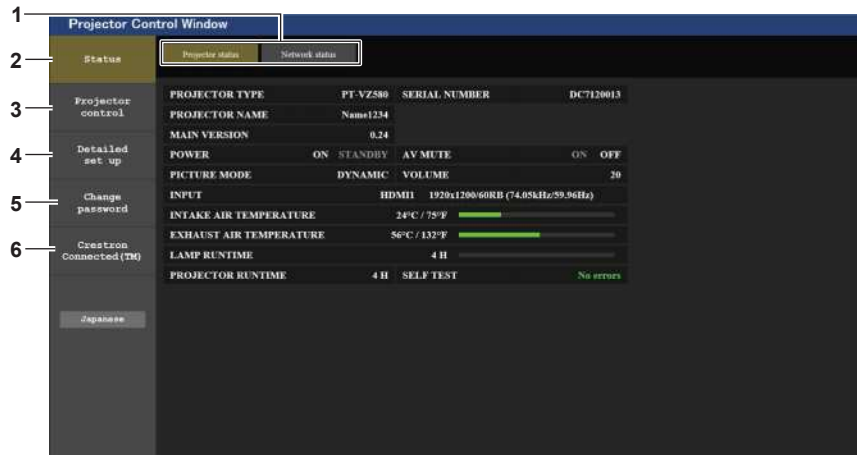 1
Projector Control Window
2
Status
Projector status Network status
3
Projector
control
4
Detailed
set up
5
Change
password
6
Crestron
Connected(TM)
Japanese
PROJECTOR TYPE PT-VZ580 SERIAL NUMBER DC7120013
PROJECTOR NAME Name1234
MAIN VERSION 0.24
POWER ON STANDBY AV MUTE ON OFF
PICTURE MODE DYNAMIC VOLUME 20
INPUT HDMI1 1920x1200/60RB (74.05kHz/59.96Hz)
INTAKE AIR TEMPERATURE 24°C / 75°F
EXHAUST AIR TEMPERATURE 56°C / 132°F
LAMP RUNTIME 4 H
PROJECTOR RUNTIME 4 H SELF TEST No errors